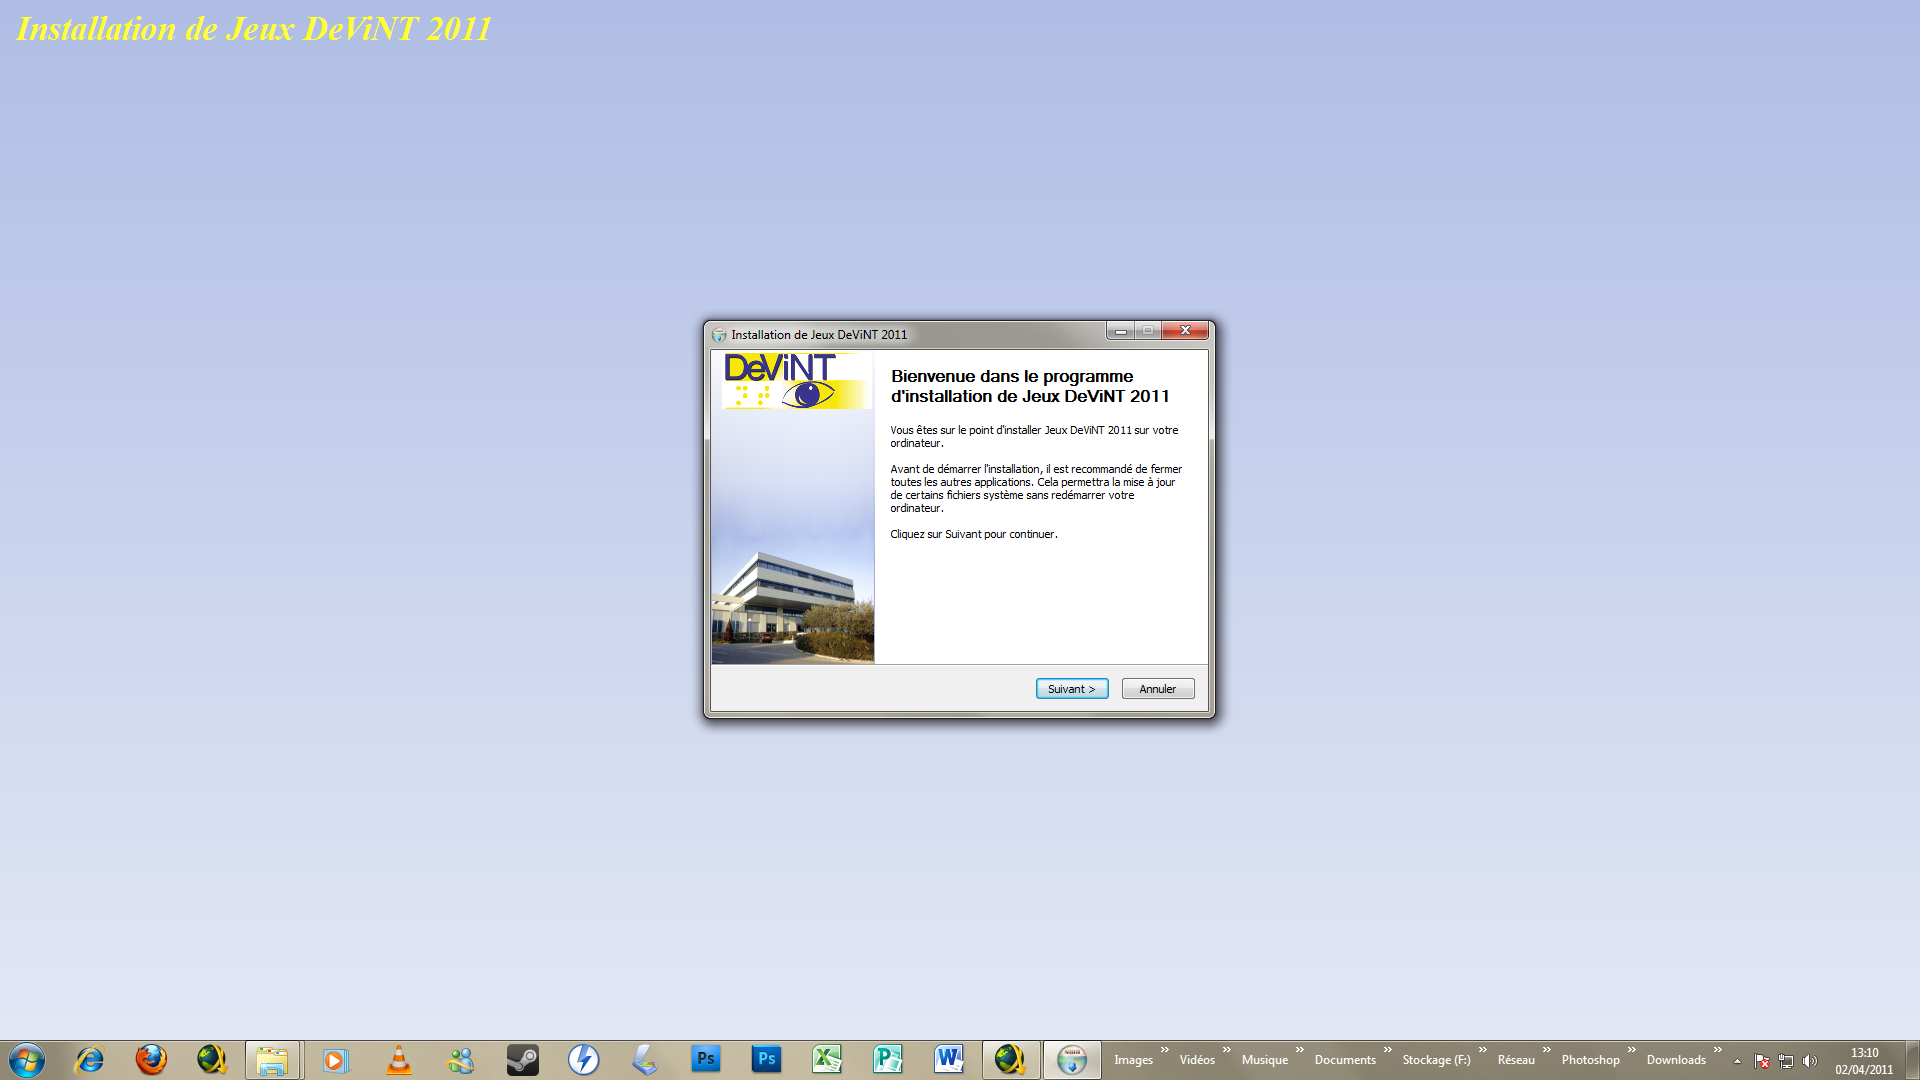 Installation de Jeux DeViNT 2011
Installation de Jeux DeViNT 2011
DeViNT
Bienvenue dans le programme
d'installation de Jeux DeViNT 2011
Vous êtes sur le point d'installer Jeux DeViNT 2011 sur votre
ordinateur.
Avant de démarrer l'installation, il est recommandé de fermer
toutes les autres applications. Cela permettra la mise à jour
de certains fichiers système sans redémarrer votre
ordinateur.
Cliquez sur Suivant pour continuer.
Suivant >
Annuler
Ps
Ps
X
P
W
Images »
Vidéos »
Musique »
Documents »
Stockage (F:) »
Réseau »
Photoshop »
Downloads »
13:10
02/04/2011